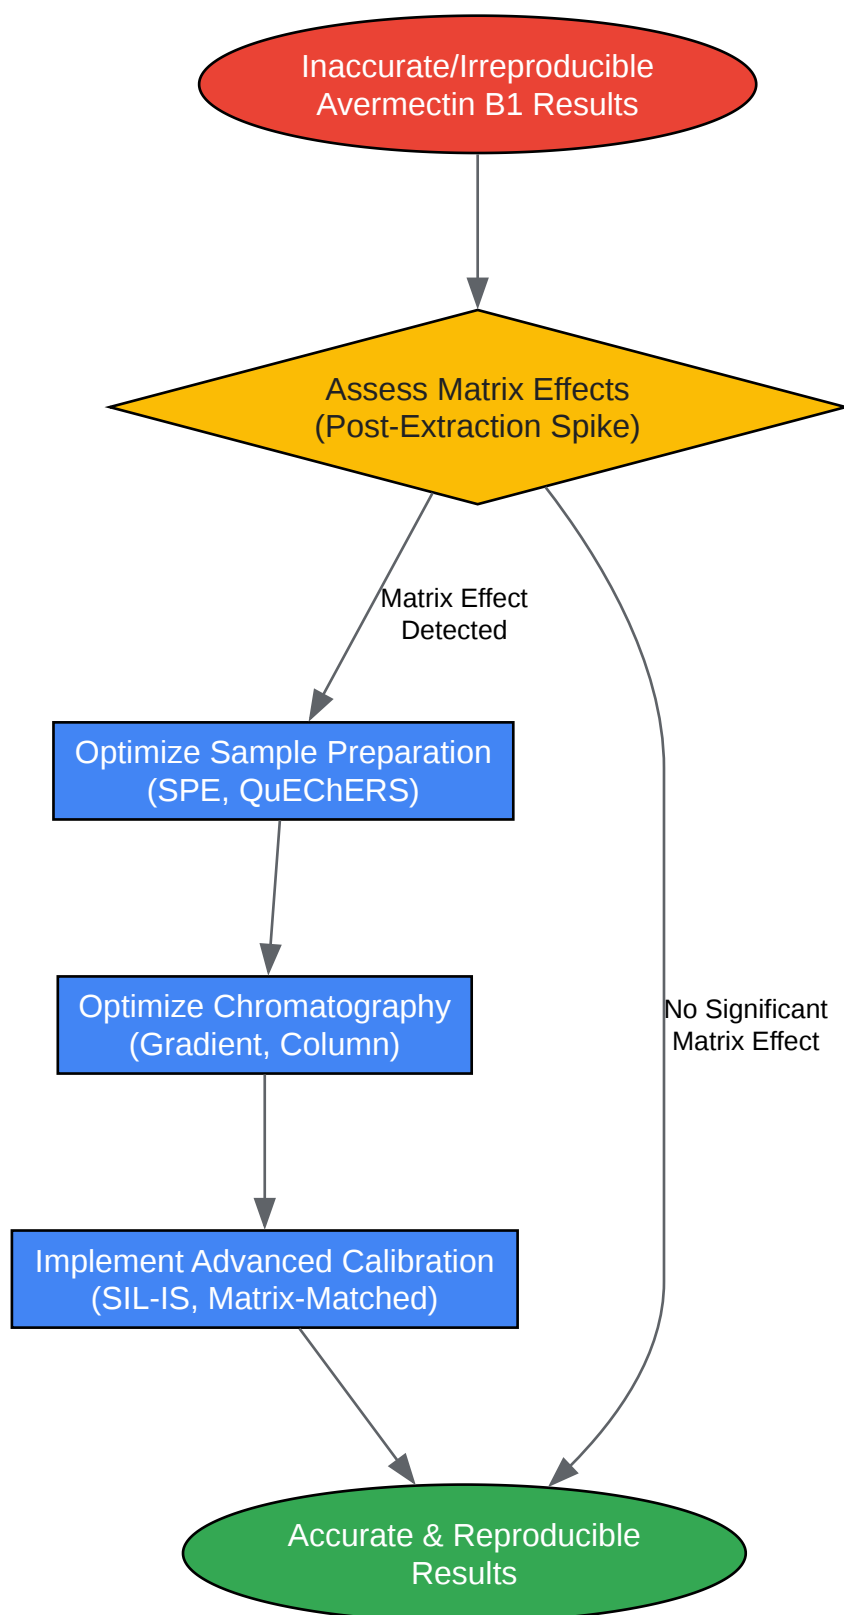 Inaccurate/Irreproducible
Avermectin B1 Results
Assess Matrix Effects
(Post-Extraction Spike)
Matrix Effect
Detected
Optimize Sample Preparation
(SPE, QuEChERS)
Optimize Chromatography
(Gradient, Column)
No Significant
Matrix Effect
Implement Advanced Calibration
(SIL-IS, Matrix-Matched)
Accurate & Reproducible
Results